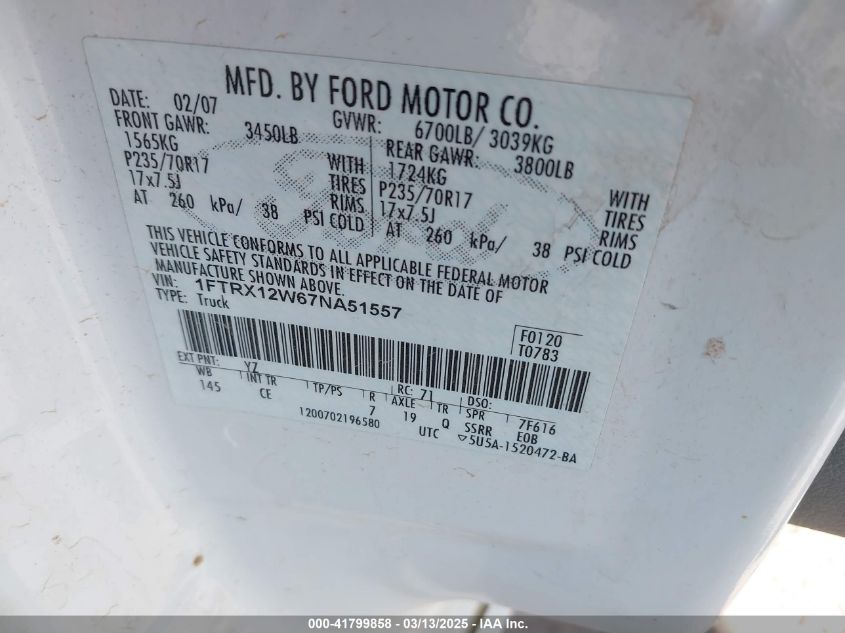 MFD. BY FORD MOTOR CO.
DATE: 02/07 GVWR: 6700LB/ 3039KG
FRONT GAWR: 3450LB REAR GAWR: 3800LB
1565KG WITH 1724KG WITH
P235/70R17 TIRES P235/70R17 TIRES
17x7.5J RIMS 17x7.5J RIMS
AT 260 kPa/ 38 PSI COLD AT 260 kPa/ 38 PSI COLD
THIS VEHICLE CONFORMS TO ALL APPLICABLE FEDERAL MOTOR
VEHICLE SAFETY STANDARDS IN EFFECT ON THE DATE OF
MANUFACTURE SHOWN ABOVE.
VIN: 1FTRX12W67NA51557
TYPE: Truck
F0120
T0783
EXT PNT: YZ RC: 71 DSO:
WB INT TR TP/PS R AXLE TR SPR 7F616
145 CE 7 19 Q SSRR EOB
1200702196580 UTC ▽5U5A-1520472-BA
Ford
000-41799858 - 03/13/2025 - IAA Inc.